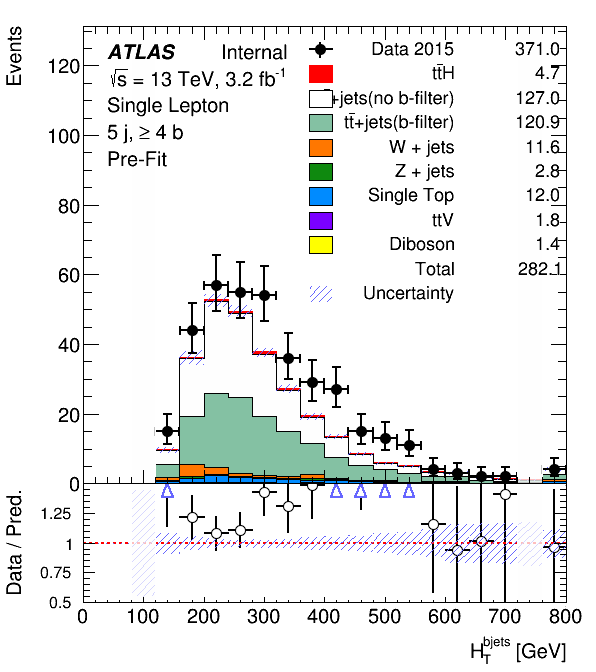 Events
120
100
80
60
40
20
0
ATLAS Internal
√s = 13 TeV, 3.2 fb⁻¹
Single Lepton
5 j, ≥ 4 b
Pre-Fit
Data 2015 371.0
tt̄H 4.7
+jets(no b-filter) 127.0
tt̄+jets(b-filter) 120.9
W + jets 11.6
Z + jets 2.8
Single Top 12.0
ttV 1.8
Diboson 1.4
Total 282.1
Uncertainty
Data / Pred.
1.25
1
0.75
0.5
0 100 200 300 400 500 600 700 800
H_T^bjets [GeV]